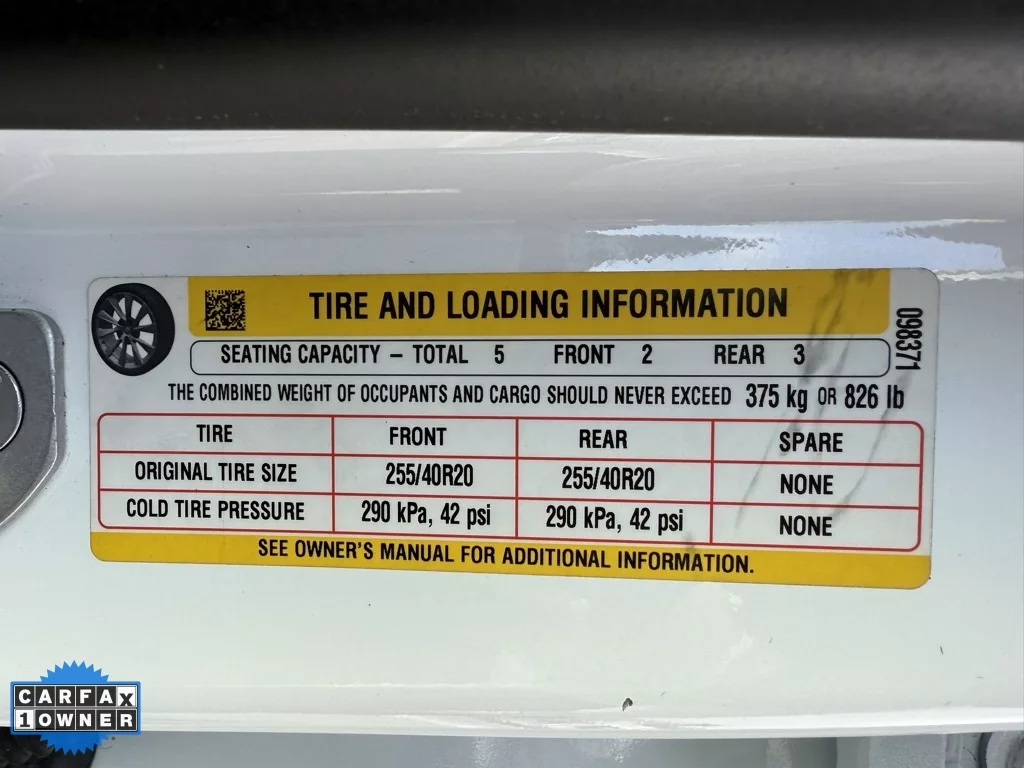 TIRE AND LOADING INFORMATION
SEATING CAPACITY – TOTAL 5 FRONT 2 REAR 3
THE COMBINED WEIGHT OF OCCUPANTS AND CARGO SHOULD NEVER EXCEED 375 kg OR 826 lb
098371
TIRE FRONT REAR SPARE
ORIGINAL TIRE SIZE 255/40R20 255/40R20 NONE
COLD TIRE PRESSURE 290 kPa, 42 psi 290 kPa, 42 psi NONE
SEE OWNER'S MANUAL FOR ADDITIONAL INFORMATION.
CARFAX
1 OWNER